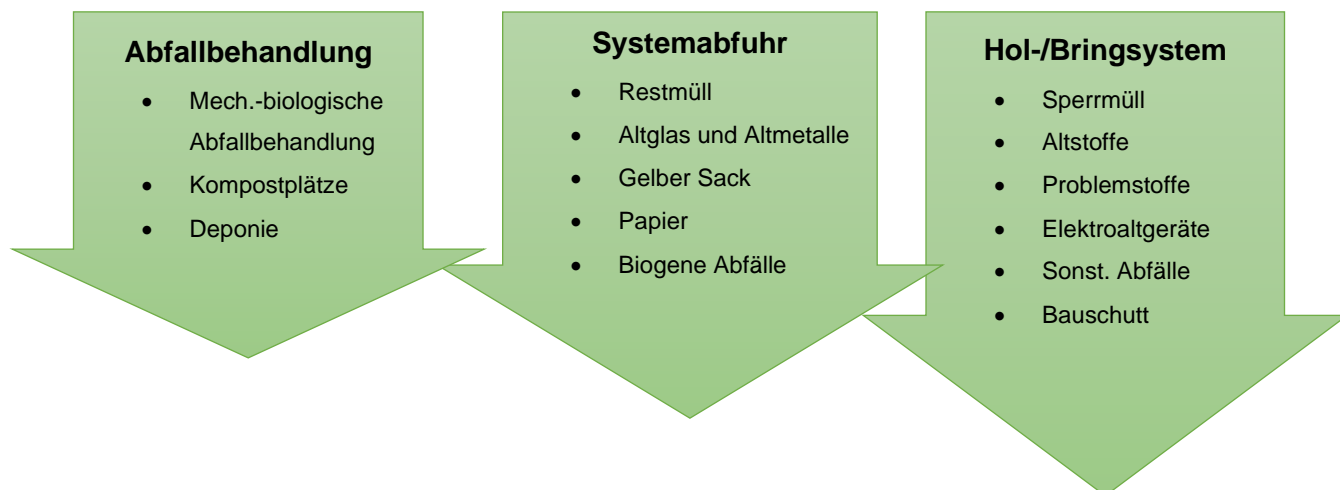 Abfallbehandlung
• Mech.-biologische
Abfallbehandlung
• Kompostplätze
• Deponie
Systemabfuhr
• Restmüll
• Altglas und Altmetalle
• Gelber Sack
• Papier
• Biogene Abfälle
Hol-/Bringsystem
• Sperrmüll
• Altstoffe
• Problemstoffe
• Elektroaltgeräte
• Sonst. Abfälle
• Bauschutt